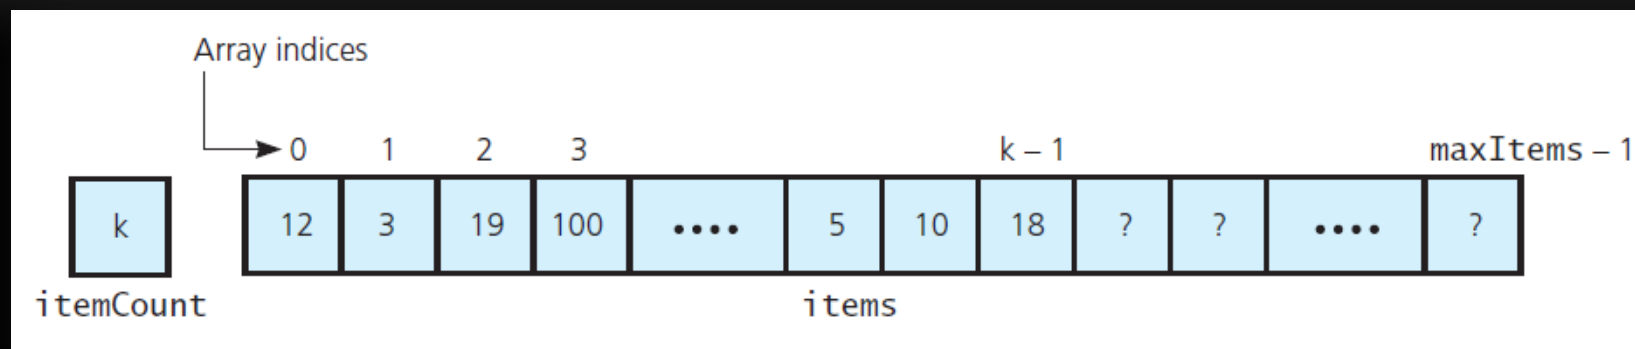 Array indices
0 1 2 3 k – 1 maxItems – 1
k 12 3 19 100 •••• 5 10 18 ? ? •••• ?
itemCount items